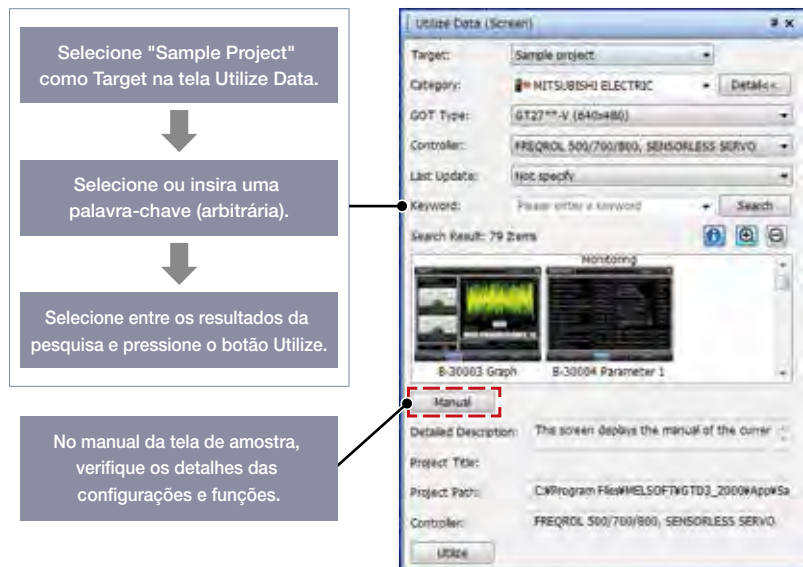 Selecione "Sample Project"
como Target na tela Utilize Data.
Selecione ou insira uma
palavra-chave (arbitrária).
Selecione entre os resultados da
pesquisa e pressione o botão Utilize.
No manual da tela de amostra,
verifique os detalhes das
configurações e funções.
Utilize Data (Screen)
Target: Sample project
Category: MITSUBISHI ELECTRIC Detail<<
GOT Type: GT27**-V (640x480)
Controller: FREQROL 500/700/800, SENSORLESS SERVO
Last Update: Not specify
Keyword: Please enter a keyword Search
Search Result: 79 Items
Monitoring
B-30003 Graph B-30004 Parameter 1
Manual
Detailed Description: This screen displays the manual of the curren
Project Title:
Project Path: C:¥Program Files¥MELSOFT¥GTD3_2000¥App¥Sa
Controller: FREQROL 500/700/800, SENSORLESS SERVO
Utilize